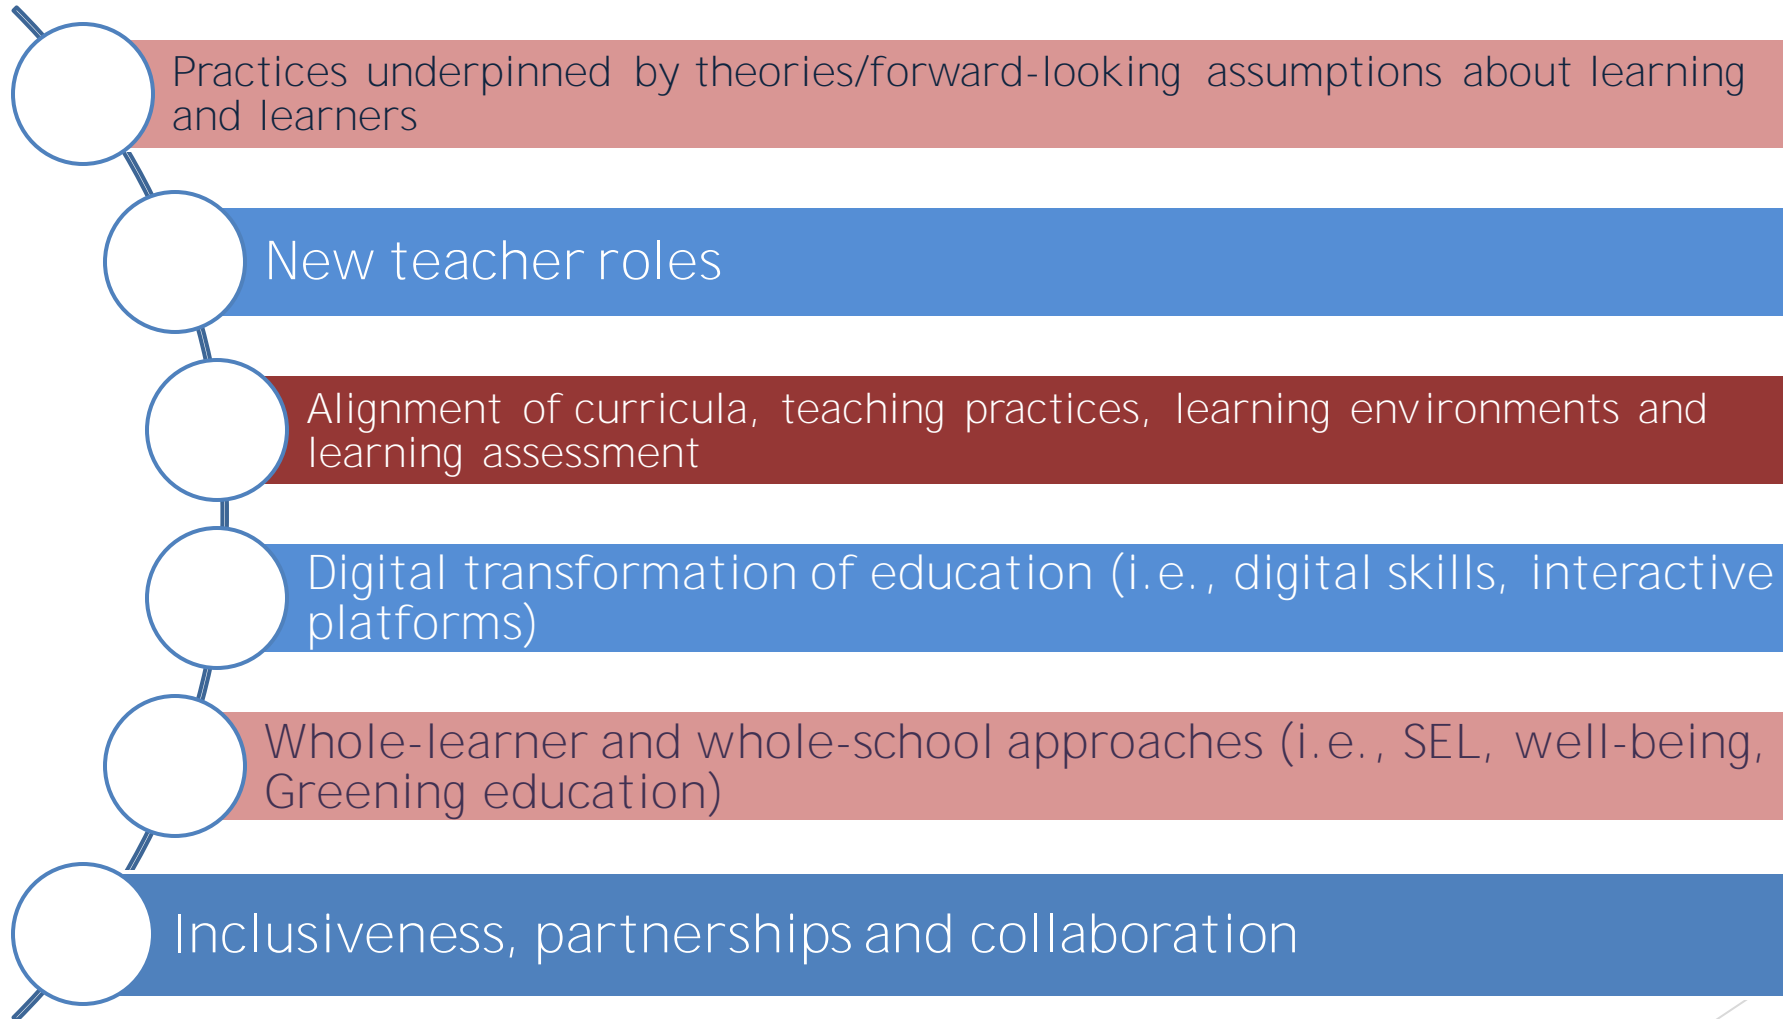 Practices underpinned by theories/forward-looking assumptions about learning
and learners
New teacher roles
Alignment of curricula, teaching practices, learning environments and
learning assessment
Digital transformation of education (i.e., digital skills, interactive
platforms)
Whole-learner and whole-school approaches (i.e., SEL, well-being,
Greening education)
Inclusiveness, partnerships and collaboration